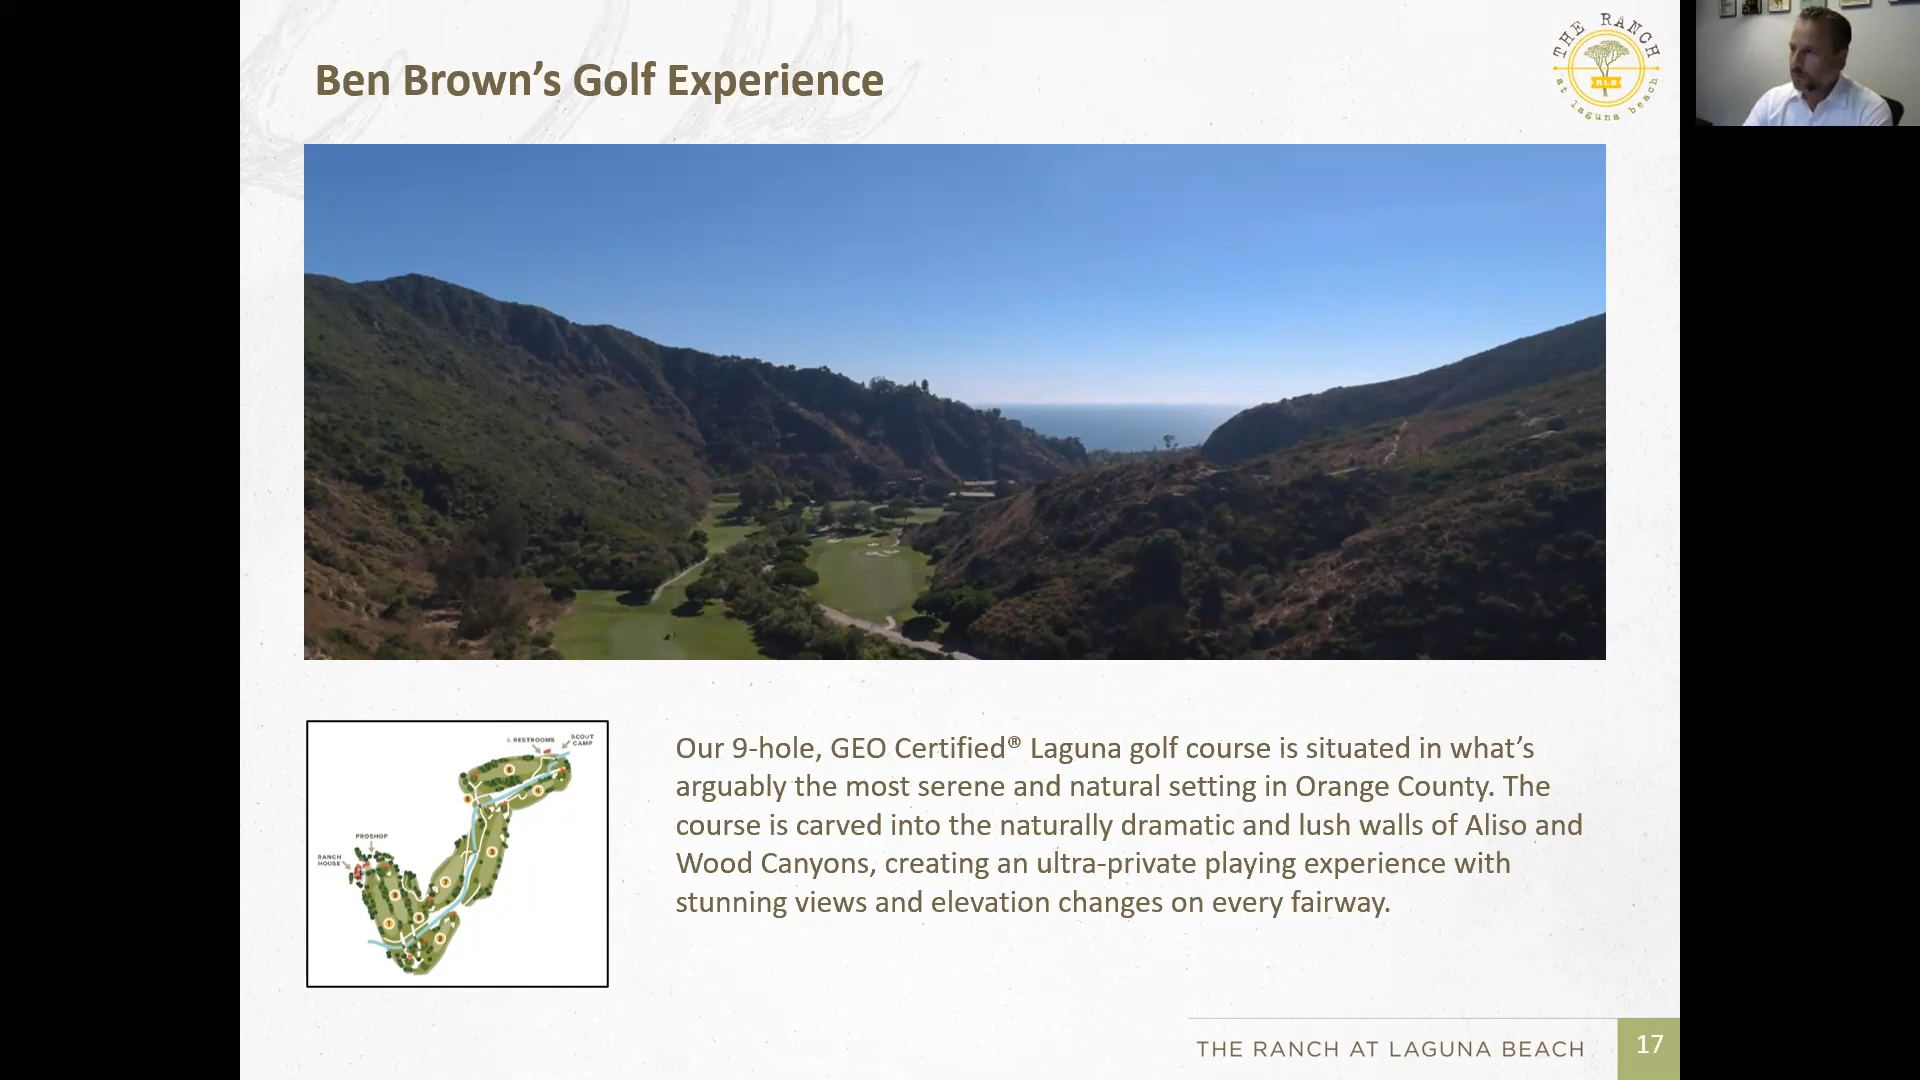 Ben Brown’s Golf Experience
THE RANCH
RLB
at laguna beach
RESTROOMS
SCOUT
CAMP
PROSHOP
RANCH
HOUSE
Our 9-hole, GEO Certified® Laguna golf course is situated in what’s
arguably the most serene and natural setting in Orange County. The
course is carved into the naturally dramatic and lush walls of Aliso and
Wood Canyons, creating an ultra-private playing experience with
stunning views and elevation changes on every fairway.
THE RANCH AT LAGUNA BEACH
17